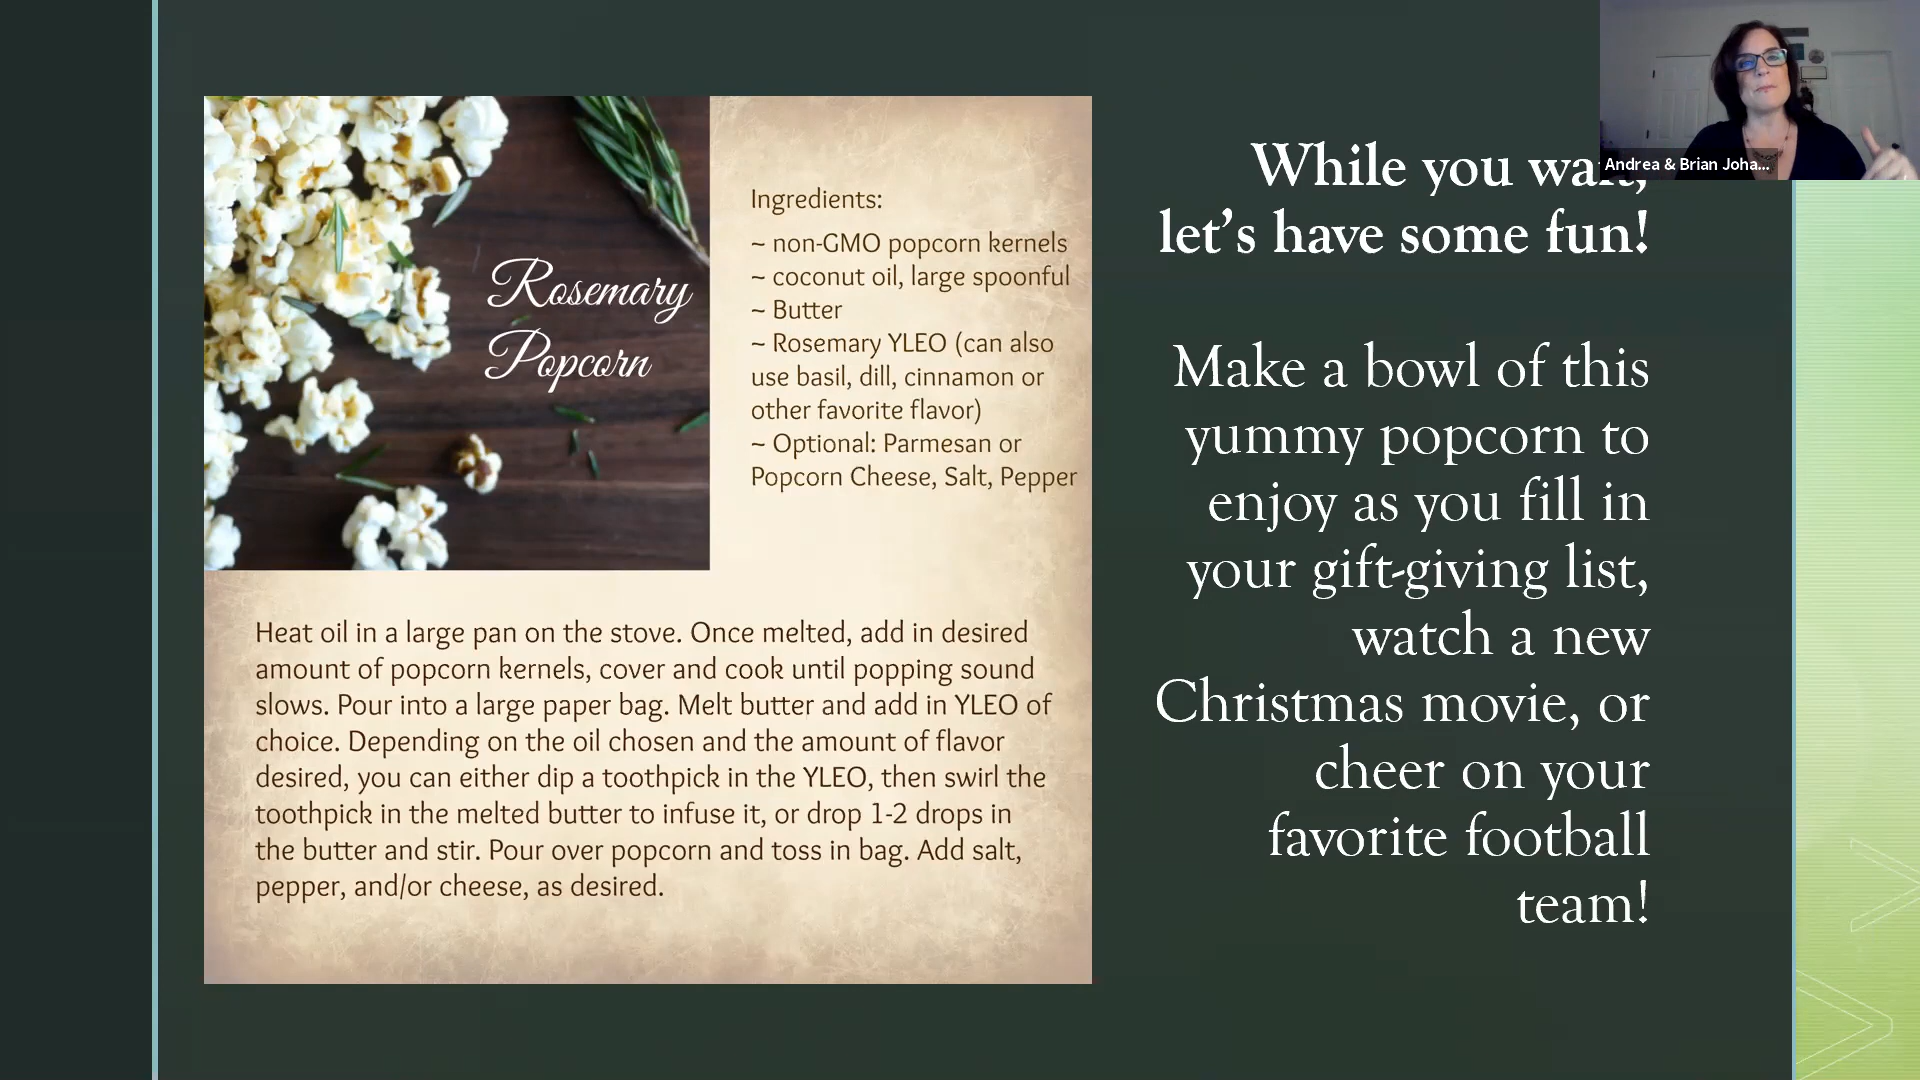 Rosemary
Popcorn
Ingredients:
~ non-GMO popcorn kernels
~ coconut oil, large spoonful
~ Butter
~ Rosemary YLEO (can also
use basil, dill, cinnamon or
other favorite flavor)
~ Optional: Parmesan or
Popcorn Cheese, Salt, Pepper
Heat oil in a large pan on the stove. Once melted, add in desired
amount of popcorn kernels, cover and cook until popping sound
slows. Pour into a large paper bag. Melt butter and add in YLEO of
choice. Depending on the oil chosen and the amount of flavor
desired, you can either dip a toothpick in the YLEO, then swirl the
toothpick in the melted butter to infuse it, or drop 1-2 drops in
the butter and stir. Pour over popcorn and toss in bag. Add salt,
pepper, and/or cheese, as desired.
While you wait,
let's have some fun!
Make a bowl of this
yummy popcorn to
enjoy as you fill in
your gift-giving list,
watch a new
Christmas movie, or
cheer on your
favorite football
team!
Andrea & Brian Joha...